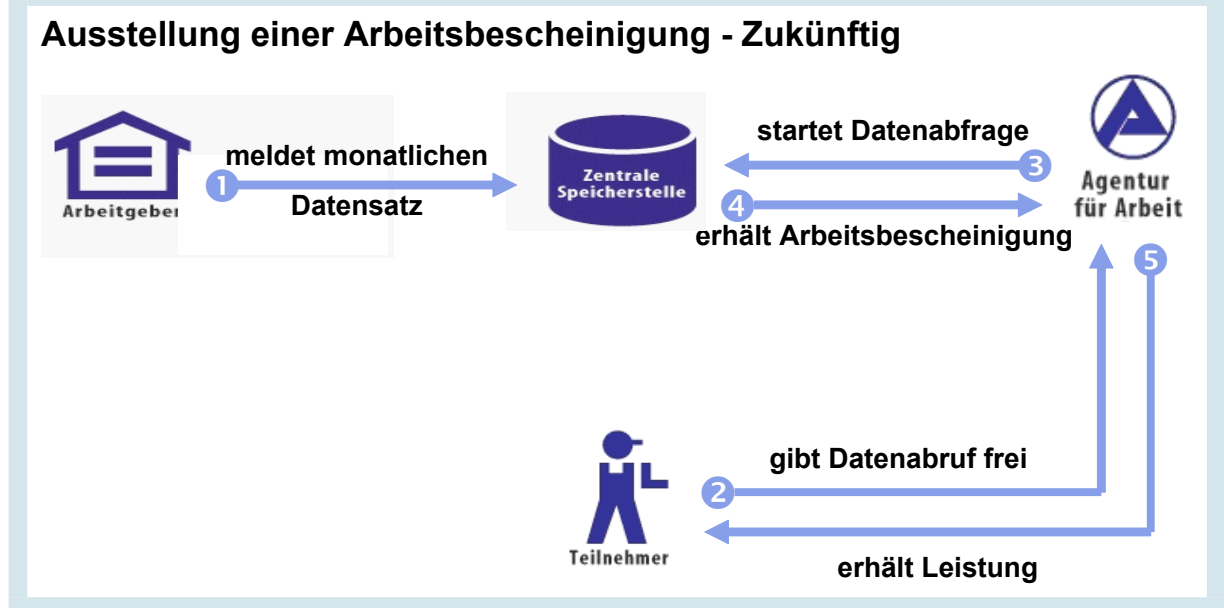 Ausstellung einer Arbeitsbescheinigung - Zukünftig
Arbeitgeber
1
meldet monatlichen
Datensatz
Zentrale
Speicherstelle
startet Datenabfrage
3
4
erhält Arbeitsbescheinigung
Agentur
für Arbeit
5
gibt Datenabruf frei
2
Teilnehmer
erhält Leistung